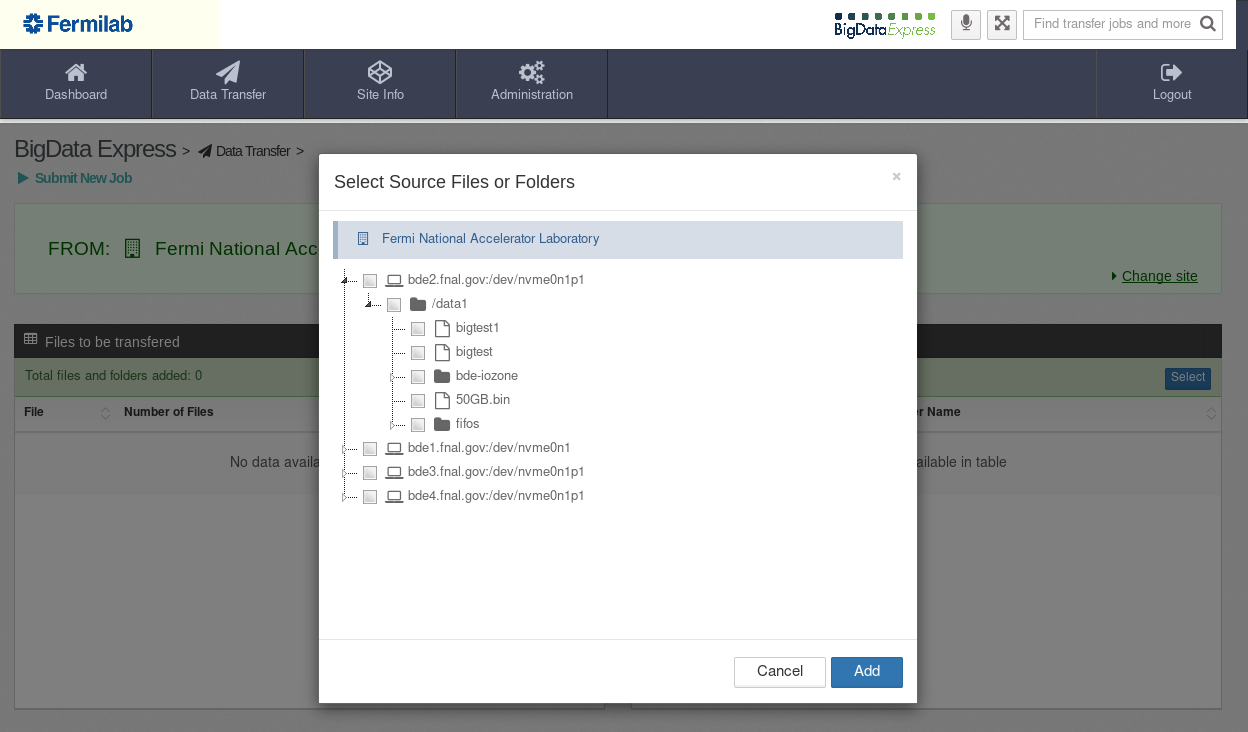 Fermilab
BigData Express
Find transfer jobs and more
Dashboard
Data Transfer
Site Info
Administration
Logout
BigData Express > Data Transfer >
Submit New Job
FROM: Fermi National Acc
Change site
Files to be transfered
Total files and folders added: 0
Select
File
Number of Files
r Name
No data availa
ailable in table
Select Source Files or Folders
×
Fermi National Accelerator Laboratory
bde2.fnal.gov:/dev/nvme0n1p1
/data1
bigtest1
bigtest
bde-iozone
50GB.bin
fifos
bde1.fnal.gov:/dev/nvme0n1
bde3.fnal.gov:/dev/nvme0n1p1
bde4.fnal.gov:/dev/nvme0n1p1
Cancel
Add